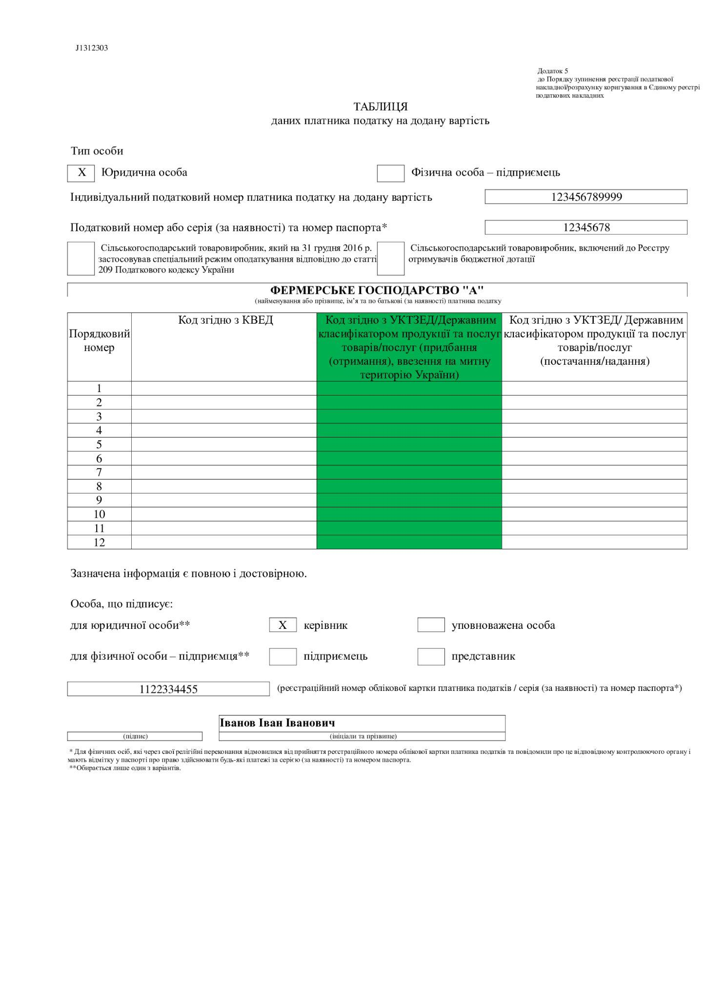 J1312303
Додаток 5
до Порядку зупинення реєстрації податкової
накладної/розрахунку коригування в Єдиному реєстрі
податкових накладних
ТАБЛИЦЯ
даних платника податку на додану вартість
Тип особи
X Юридична особа
Фізична особа – підприємець
Індивідуальний податковий номер платника податку на додану вартість 123456789999
Податковий номер або серія (за наявності) та номер паспорта* 12345678
Сільськогосподарський товаровиробник, який на 31 грудня 2016 р.
застосовував спеціальний режим оподаткування відповідно до статті
209 Податкового кодексу України
Сільськогосподарський товаровиробник, включений до Реєстру
отримувачів бюджетної дотації
ФЕРМЕРСЬКЕ ГОСПОДАРСТВО "А"
(найменування або прізвище, ім’я та по батькові (за наявності) платника податку
Порядковий
номер
Код згідно з КВЕД
Код згідно з УКТЗЕД/Державним
класифікатором продукції та послуг
товарів/послуг (придбання
(отримання), ввезення на митну
територію України)
Код згідно з УКТЗЕД/ Державним
класифікатором продукції та послуг
товарів/послуг
(постачання/надання)
1
2
3
4
5
6
7
8
9
10
11
12
Зазначена інформація є повною і достовірною.
Особа, що підписує:
для юридичної особи** X керівник уповноважена особа
для фізичної особи – підприємця** підприємець представник
1122334455 (реєстраційний номер облікової картки платника податків / серія (за наявності) та номер паспорта*)
Іванов Іван Іванович
(підпис) (ініціали та прізвище)
* Для фізичних осіб, які через свої релігійні переконання відмовилися від прийняття реєстраційного номера облікової картки платника податків та повідомили про це відповідному контролюючого органу і
мають відмітку у паспорті про право здійснювати будь-які платежі за серією (за наявності) та номером паспорта.
**Обирається лише один з варіантів.